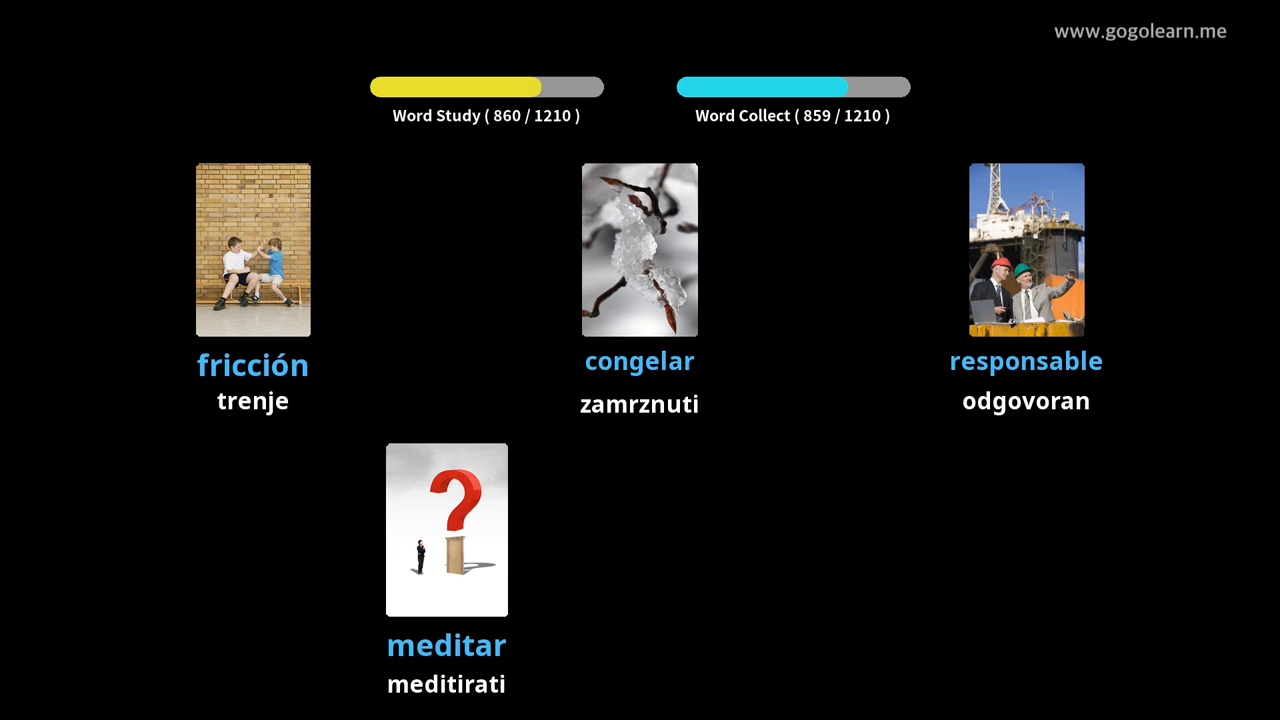 www.gogolearn.me
Word Study ( 860 / 1210 )
Word Collect ( 859 / 1210 )
fricción
trenje
congelar
zamrznuti
responsable
odgovoran
meditar
meditirati